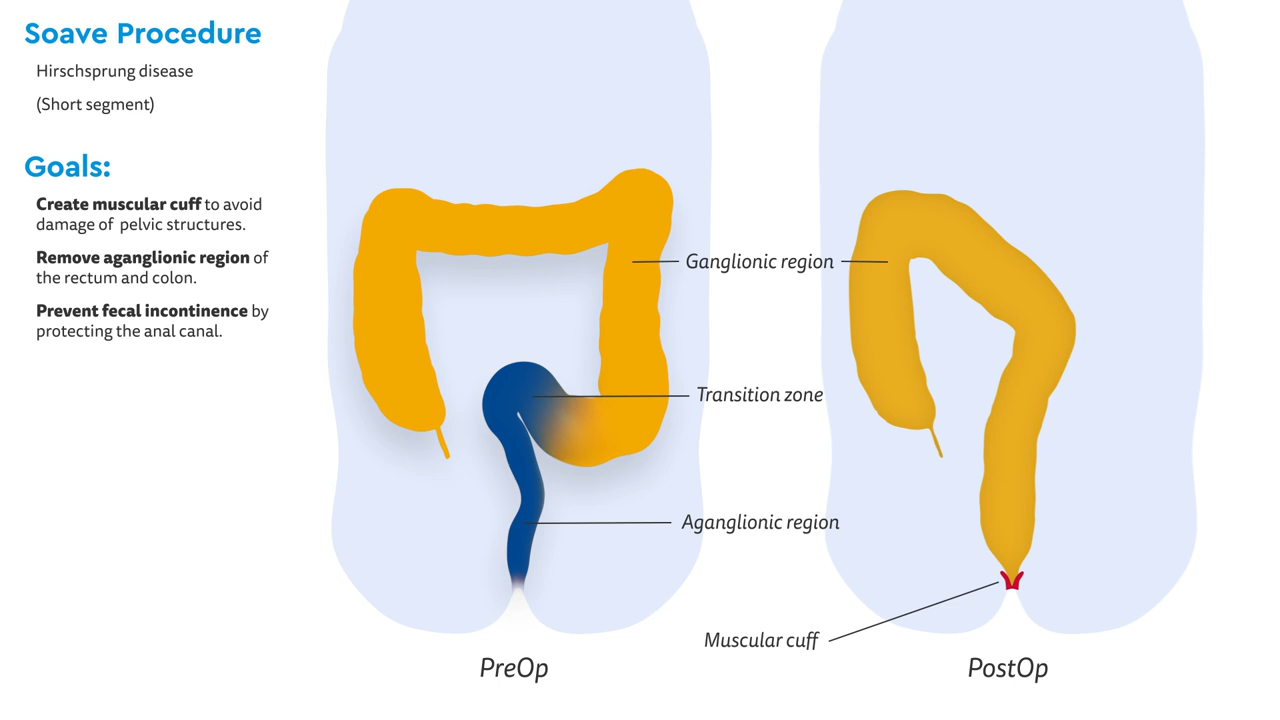 Soave Procedure
Hirschsprung disease
(Short segment)
Goals:
Create muscular cuff to avoid
damage of pelvic structures.
Remove aganglionic region of
the rectum and colon.
Prevent fecal incontinence by
protecting the anal canal.
Ganglionic region
Transition zone
Aganglionic region
Muscular cuff
PreOp
PostOp